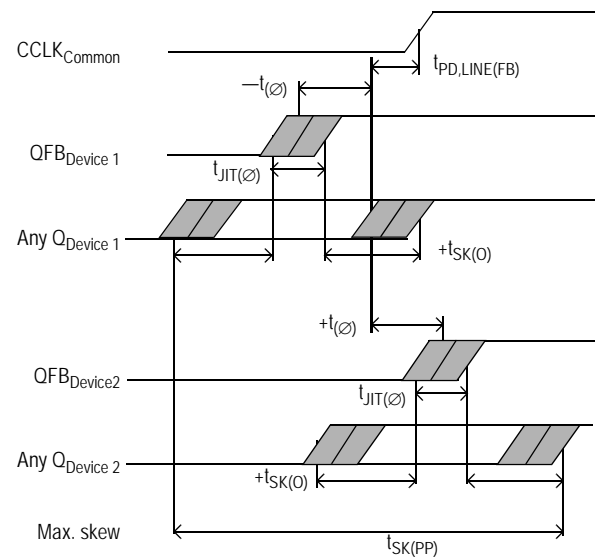 CCLK_Common
t_PD,LINE(FB)
—t_(∅)
QFB_Device 1
t_JIT(∅)
Any Q_Device 1
+t_SK(O)
+t_(∅)
QFB_Device2
t_JIT(∅)
Any Q_Device 2
+t_SK(O)
Max. skew
t_SK(PP)